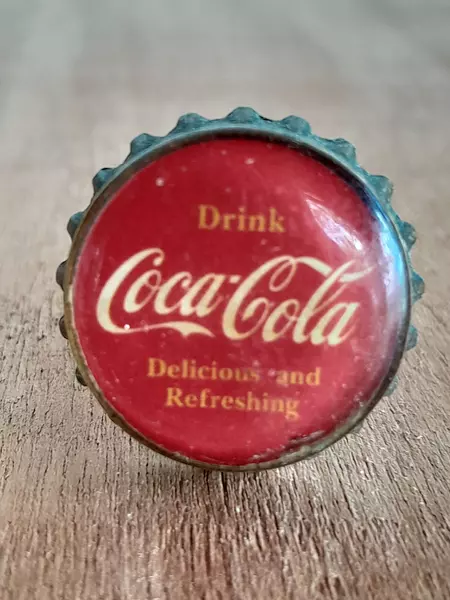 Drink
Coca-Cola
Delicious and
Refreshing